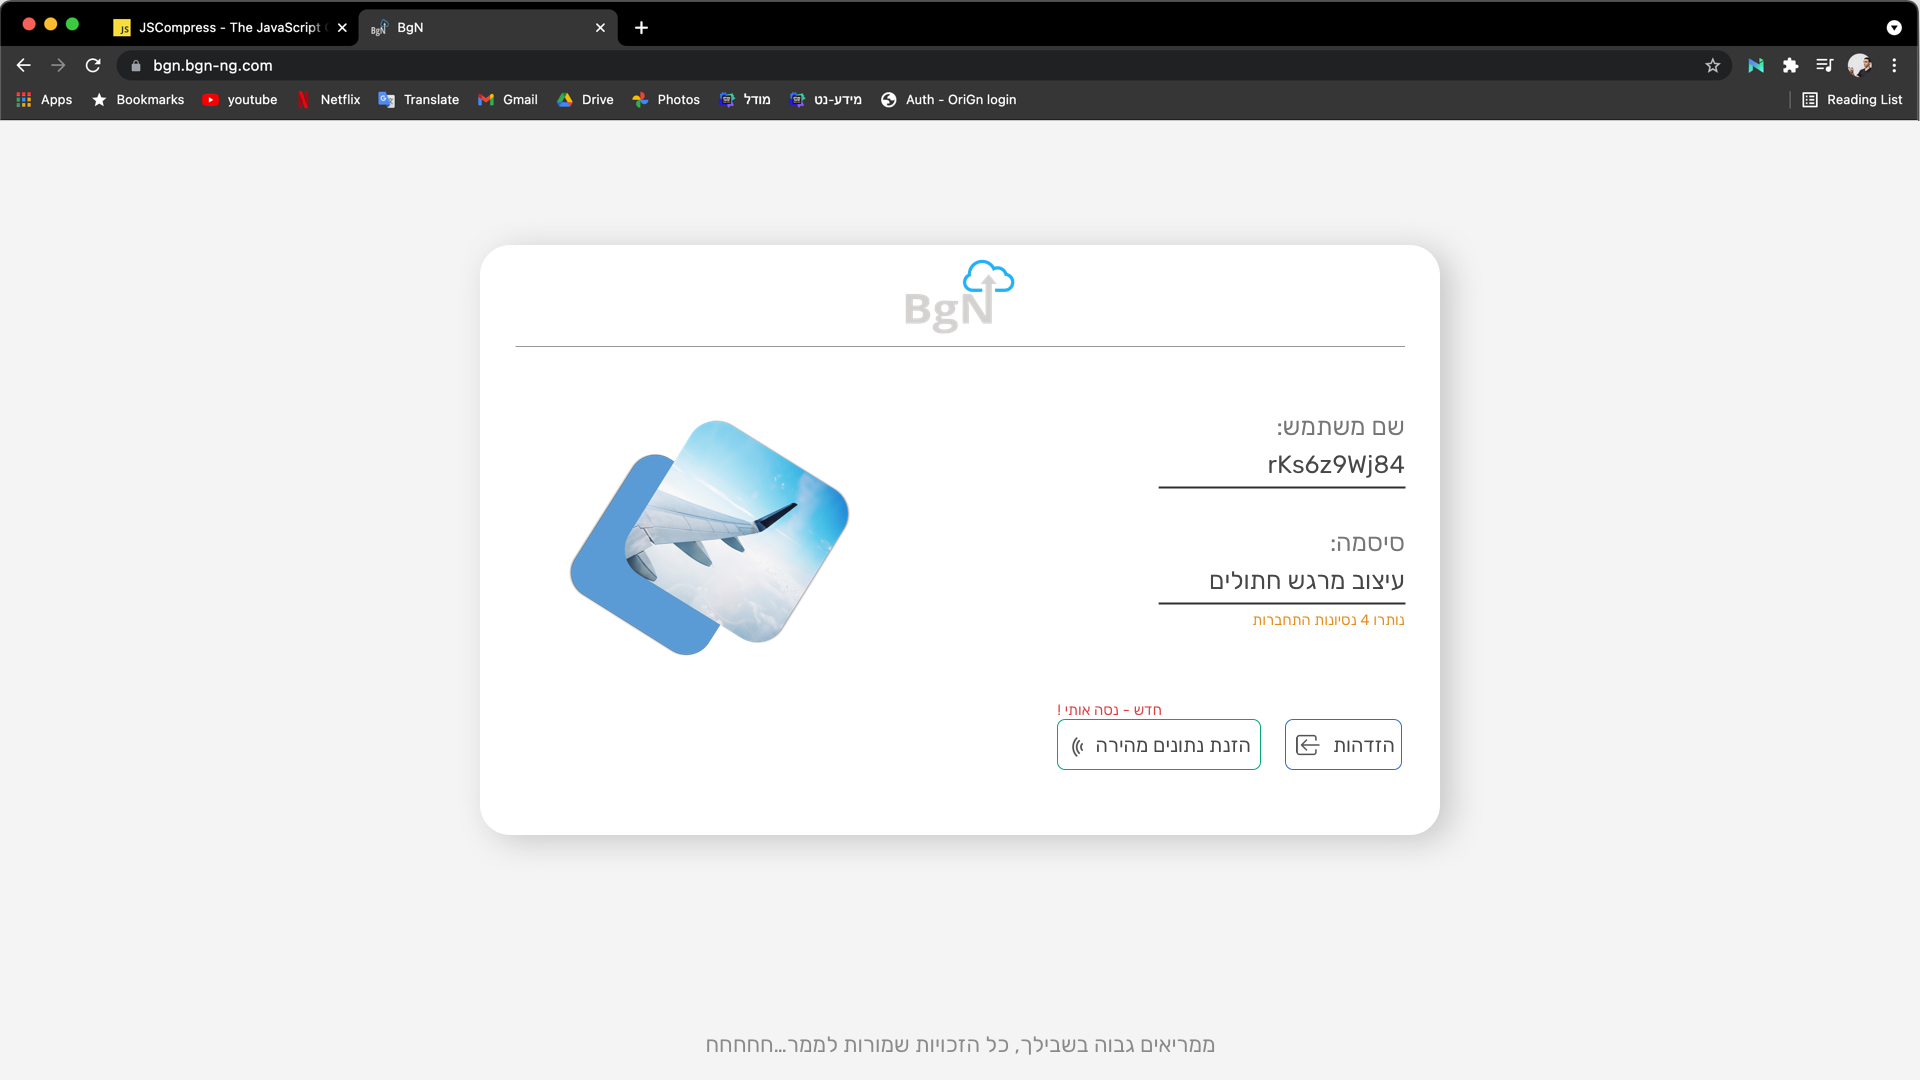 JSCompress - The JavaScript
BgN
bgn.bgn-ng.com
Apps
Bookmarks
youtube
Netflix
Translate
Gmail
Drive
Photos
מודל
מידע-נט
Auth - OriGn login
Reading List
BgN
שם משתמש:
rKs6z9Wj84
סיסמה:
עיצוב מרגש חתולים
נותרו 4 נסיונות התחברות
חדש - נסה אותי !
הזדהות
הזנת נתונים מהירה
ממריאים גבוה בשבילך, כל הזכויות שמורות לממר...חחחחח